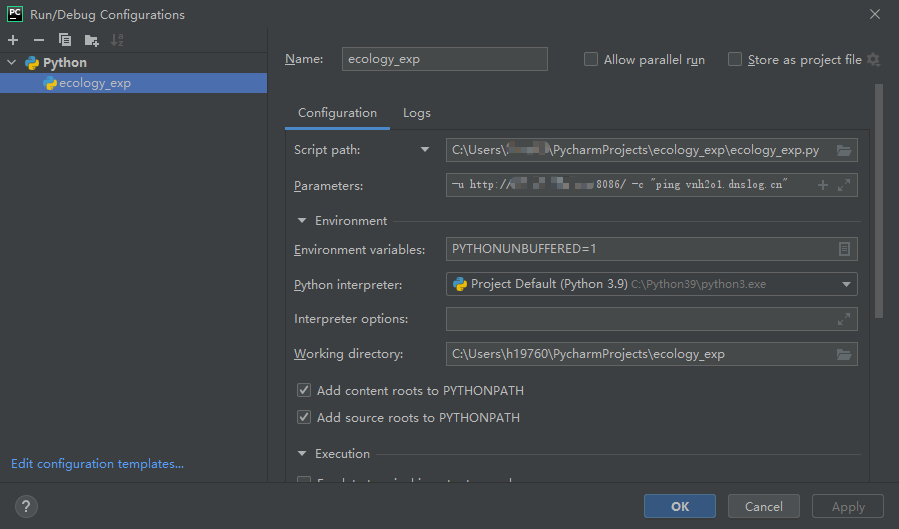 PC Run/Debug Configurations
Name: ecology_exp Allow parallel run Store as project file
Python
ecology_exp
Configuration Logs
Script path: C:\Users\ \PycharmProjects\ecology_exp\ecology_exp.py
Parameters: -u http:// 8086/ -c "ping vnh2o1.dnslog.cn"
Environment
Environment variables: PYTHONUNBUFFERED=1
Python interpreter: Project Default (Python 3.9) C:\Python39\python3.exe
Interpreter options:
Working directory: C:\Users\h19760\PycharmProjects\ecology_exp
Add content roots to PYTHONPATH
Add source roots to PYTHONPATH
Execution
Edit configuration templates...
? OK Cancel Apply